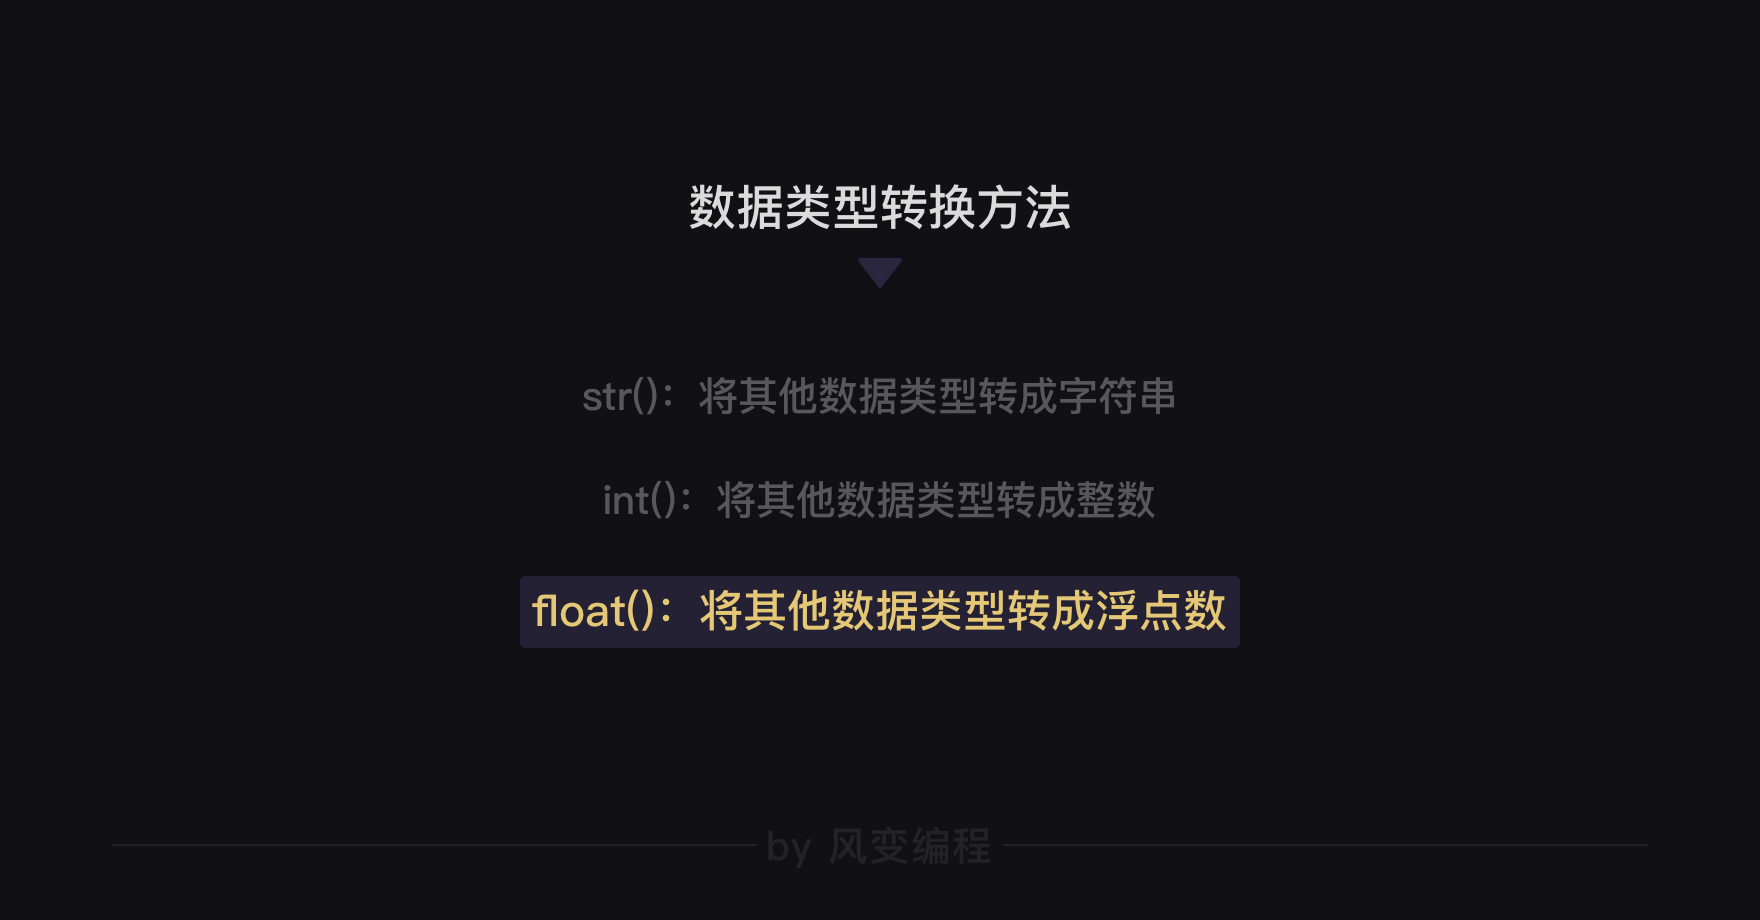 数据类型转换方法
str()：将其他数据类型转成字符串
int()：将其他数据类型转成整数
float()：将其他数据类型转成浮点数
by 风变编程